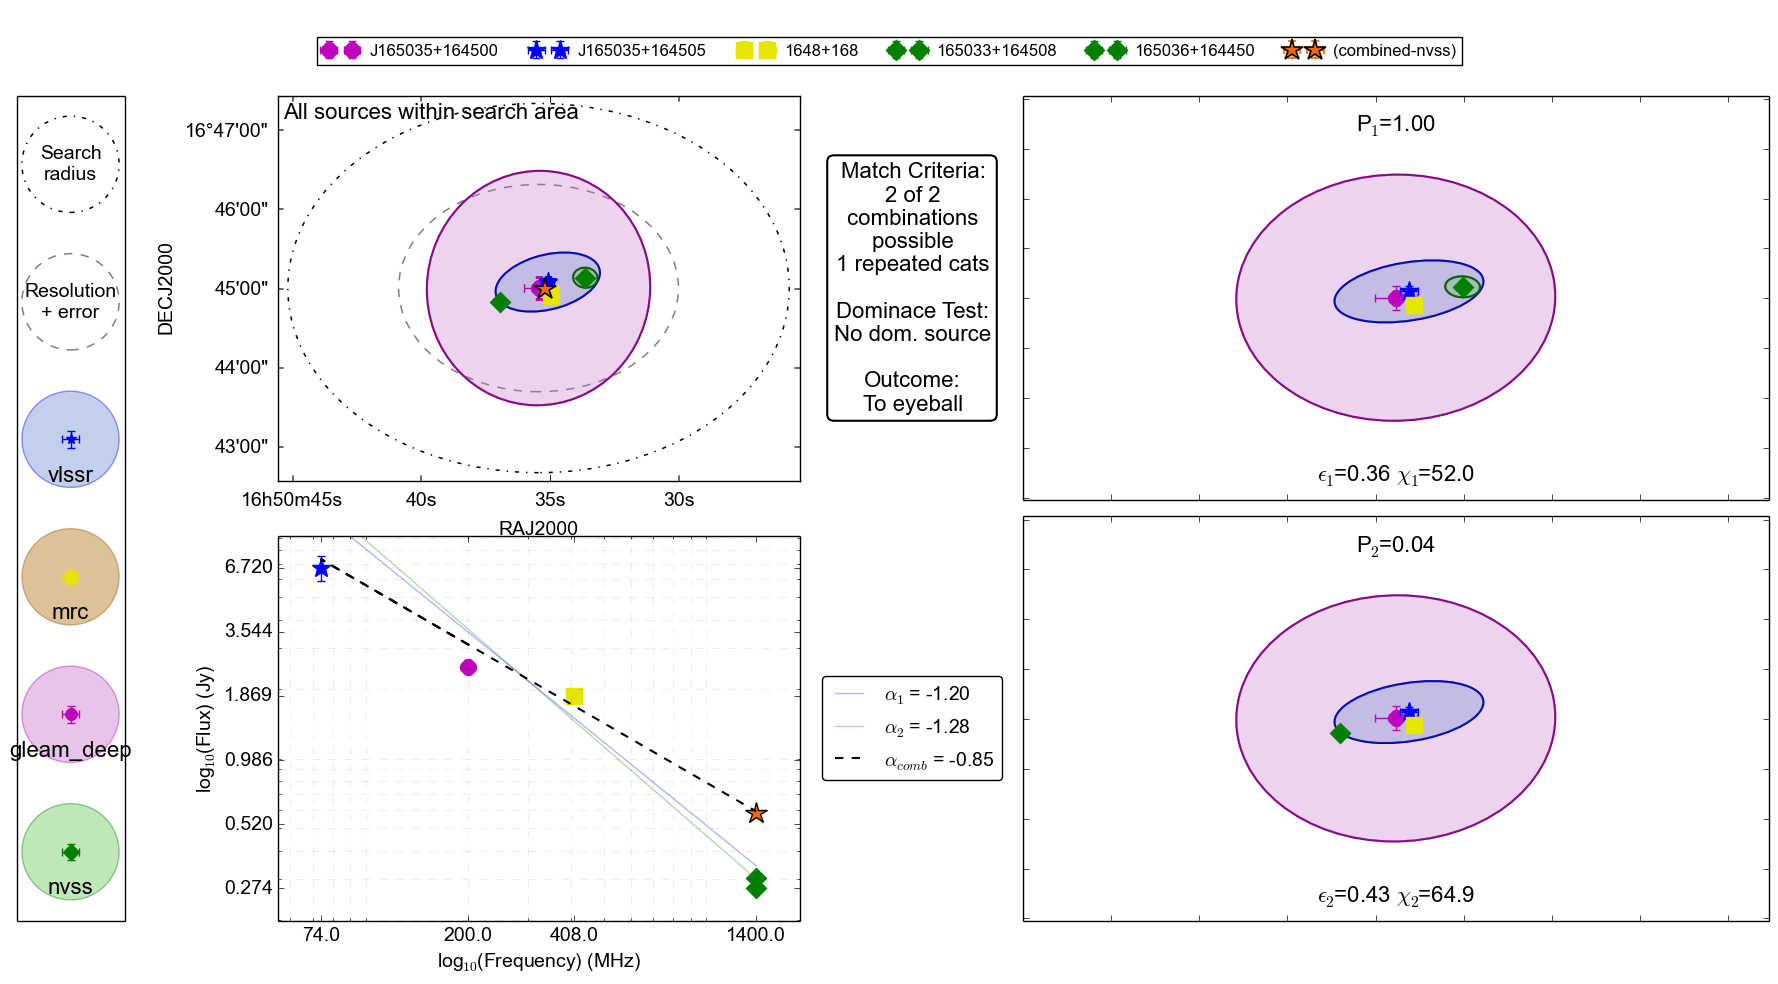 J165035+164500 J165035+164505 1648+168 165033+164508 165036+164450 (combined-nvss)
Search
radius
Resolution
+ error
vlssr
mrc
gleam_deep
nvss
All sources within search area
DECJ2000
16°47'00"
46'00"
45'00"
44'00"
43'00"
16h50m45s 40s 35s 30s
RAJ2000
Match Criteria:
2 of 2
combinations
possible
1 repeated cats
Dominace Test:
No dom. source
Outcome:
To eyeball
P₁=1.00
ϵ₁=0.36 χ₁=52.0
log₁₀(Flux) (Jy)
6.720
3.544
1.869
0.986
0.520
0.274
74.0 200.0 408.0 1400.0
log₁₀(Frequency) (MHz)
α₁ = -1.20
α₂ = -1.28
α_comb = -0.85
P₂=0.04
ϵ₂=0.43 χ₂=64.9